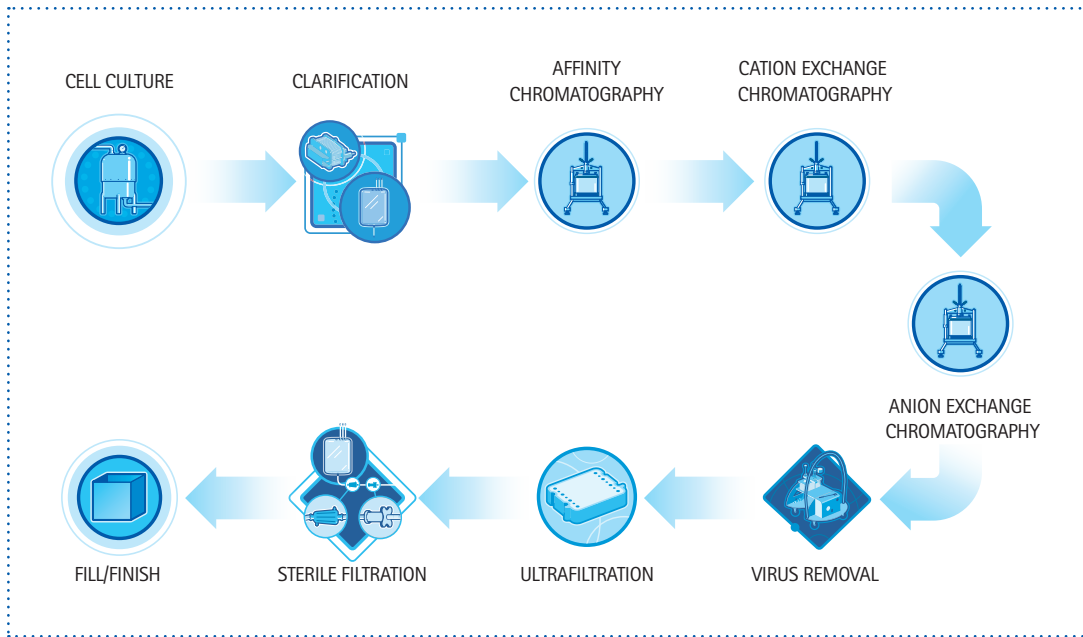 CELL CULTURE
CLARIFICATION
AFFINITY
CHROMATOGRAPHY
CATION EXCHANGE
CHROMATOGRAPHY
ANION EXCHANGE
CHROMATOGRAPHY
FILL/FINISH
STERILE FILTRATION
ULTRAFILTRATION
VIRUS REMOVAL